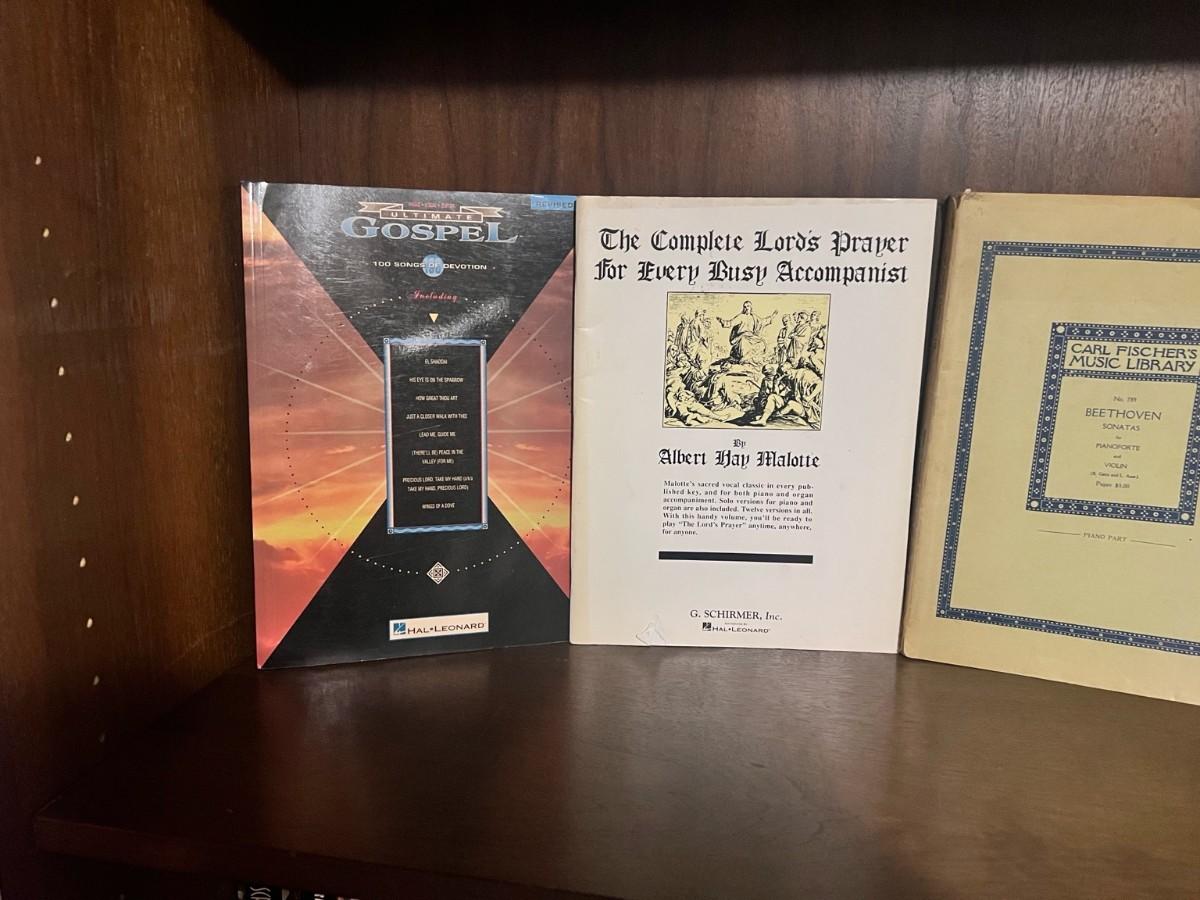 REVISED
ULTIMATE
GOSPEL
100 SONGS OF DEVOTION
Including
EL SHADDAI
HIS EYE IS ON THE SPARROW
HOW GREAT THOU ART
JUST A CLOSER WALK WITH THEE
LEAD ME, GUIDE ME
(THERE'LL BE) PEACE IN THE
VALLEY (FOR ME)
PRECIOUS LORD, TAKE MY HAND (A/K/A
TAKE MY HAND, PRECIOUS LORD)
WINGS OF A DOVE
HAL•LEONARD
The Complete Lord's Prayer
For Every Busy Accompanist
By
Albert Hay Malotte
Malotte's sacred vocal classic in every pub-
lished key, and for both piano and organ
accompaniment. Solo versions for piano and
organ are also included. Twelve versions in all.
With this handy volume, you'll be ready to
play "The Lord's Prayer" anytime, anywhere,
for anyone.
G. SCHIRMER, Inc.
DISTRIBUTED BY
HAL•LEONARD
CARL FISCHER'S
MUSIC LIBRARY
No. 789
BEETHOVEN
SONATAS
for
PIANOFORTE
and
VIOLIN
PIANO PART